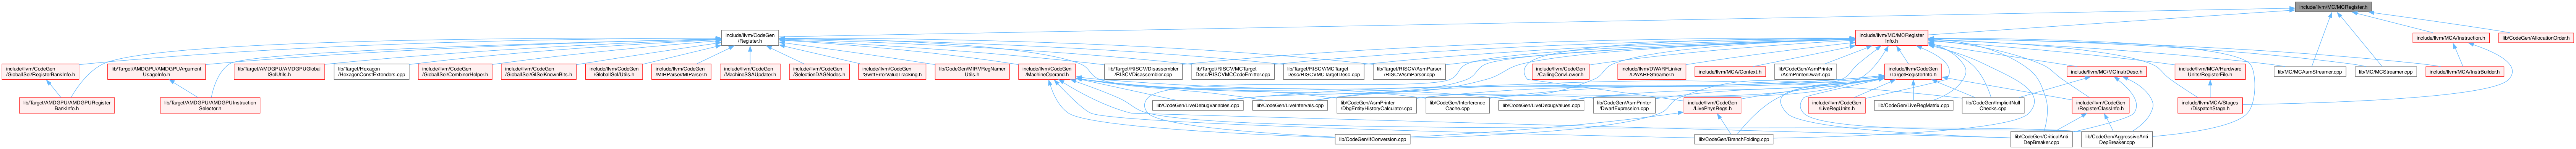 include/llvm/MC/MCRegister.h
include/llvm/CodeGen
/Register.h
include/llvm/MC/MCRegister
Info.h
include/llvm/MCA/Instruction.h
lib/CodeGen/AllocationOrder.h
include/llvm/CodeGen
/GlobalISel/RegisterBankInfo.h
lib/Target/AMDGPU/AMDGPUArgument
UsageInfo.h
lib/Target/AMDGPU/AMDGPUGlobal
ISelUtils.h
lib/Target/Hexagon
/HexagonConstExtenders.cpp
include/llvm/CodeGen
/GlobalISel/CombinerHelper.h
include/llvm/CodeGen
/GlobalISel/GISelKnownBits.h
include/llvm/CodeGen
/GlobalISel/Utils.h
include/llvm/CodeGen
/MIRParser/MIParser.h
include/llvm/CodeGen
/MachineSSAUpdater.h
include/llvm/CodeGen
/SelectionDAGNodes.h
include/llvm/CodeGen
/SwiftErrorValueTracking.h
lib/CodeGen/MIRVRegNamer
Utils.h
include/llvm/CodeGen
/MachineOperand.h
lib/Target/RISCV/Disassembler
/RISCVDisassembler.cpp
lib/Target/RISCV/MCTarget
Desc/RISCVMCCodeEmitter.cpp
lib/Target/RISCV/MCTarget
Desc/RISCVMCTargetDesc.cpp
lib/Target/RISCV/AsmParser
/RISCVAsmParser.cpp
include/llvm/CodeGen
/CallingConvLower.h
include/llvm/DWARFLinker
/DWARFStreamer.h
include/llvm/MCA/Context.h
lib/CodeGen/AsmPrinter
/AsmPrinterDwarf.cpp
include/llvm/CodeGen
/TargetRegisterInfo.h
include/llvm/MC/MCInstrDesc.h
include/llvm/MCA/Hardware
Units/RegisterFile.h
lib/MC/MCAsmStreamer.cpp
lib/MC/MCStreamer.cpp
include/llvm/MCA/InstrBuilder.h
lib/Target/AMDGPU/AMDGPURegister
BankInfo.h
lib/Target/AMDGPU/AMDGPUInstruction
Selector.h
lib/CodeGen/LiveDebugVariables.cpp
lib/CodeGen/LiveIntervals.cpp
lib/CodeGen/AsmPrinter
/DbgEntityHistoryCalculator.cpp
lib/CodeGen/Interference
Cache.cpp
lib/CodeGen/LiveDebugValues.cpp
lib/CodeGen/AsmPrinter
/DwarfExpression.cpp
include/llvm/CodeGen
/LivePhysRegs.h
include/llvm/CodeGen
/LiveRegUnits.h
lib/CodeGen/LiveRegMatrix.cpp
lib/CodeGen/ImplicitNull
Checks.cpp
include/llvm/CodeGen
/RegisterClassInfo.h
include/llvm/MCA/Stages
/DispatchStage.h
lib/CodeGen/IfConversion.cpp
lib/CodeGen/BranchFolding.cpp
lib/CodeGen/CriticalAnti
DepBreaker.cpp
lib/CodeGen/AggressiveAnti
DepBreaker.cpp